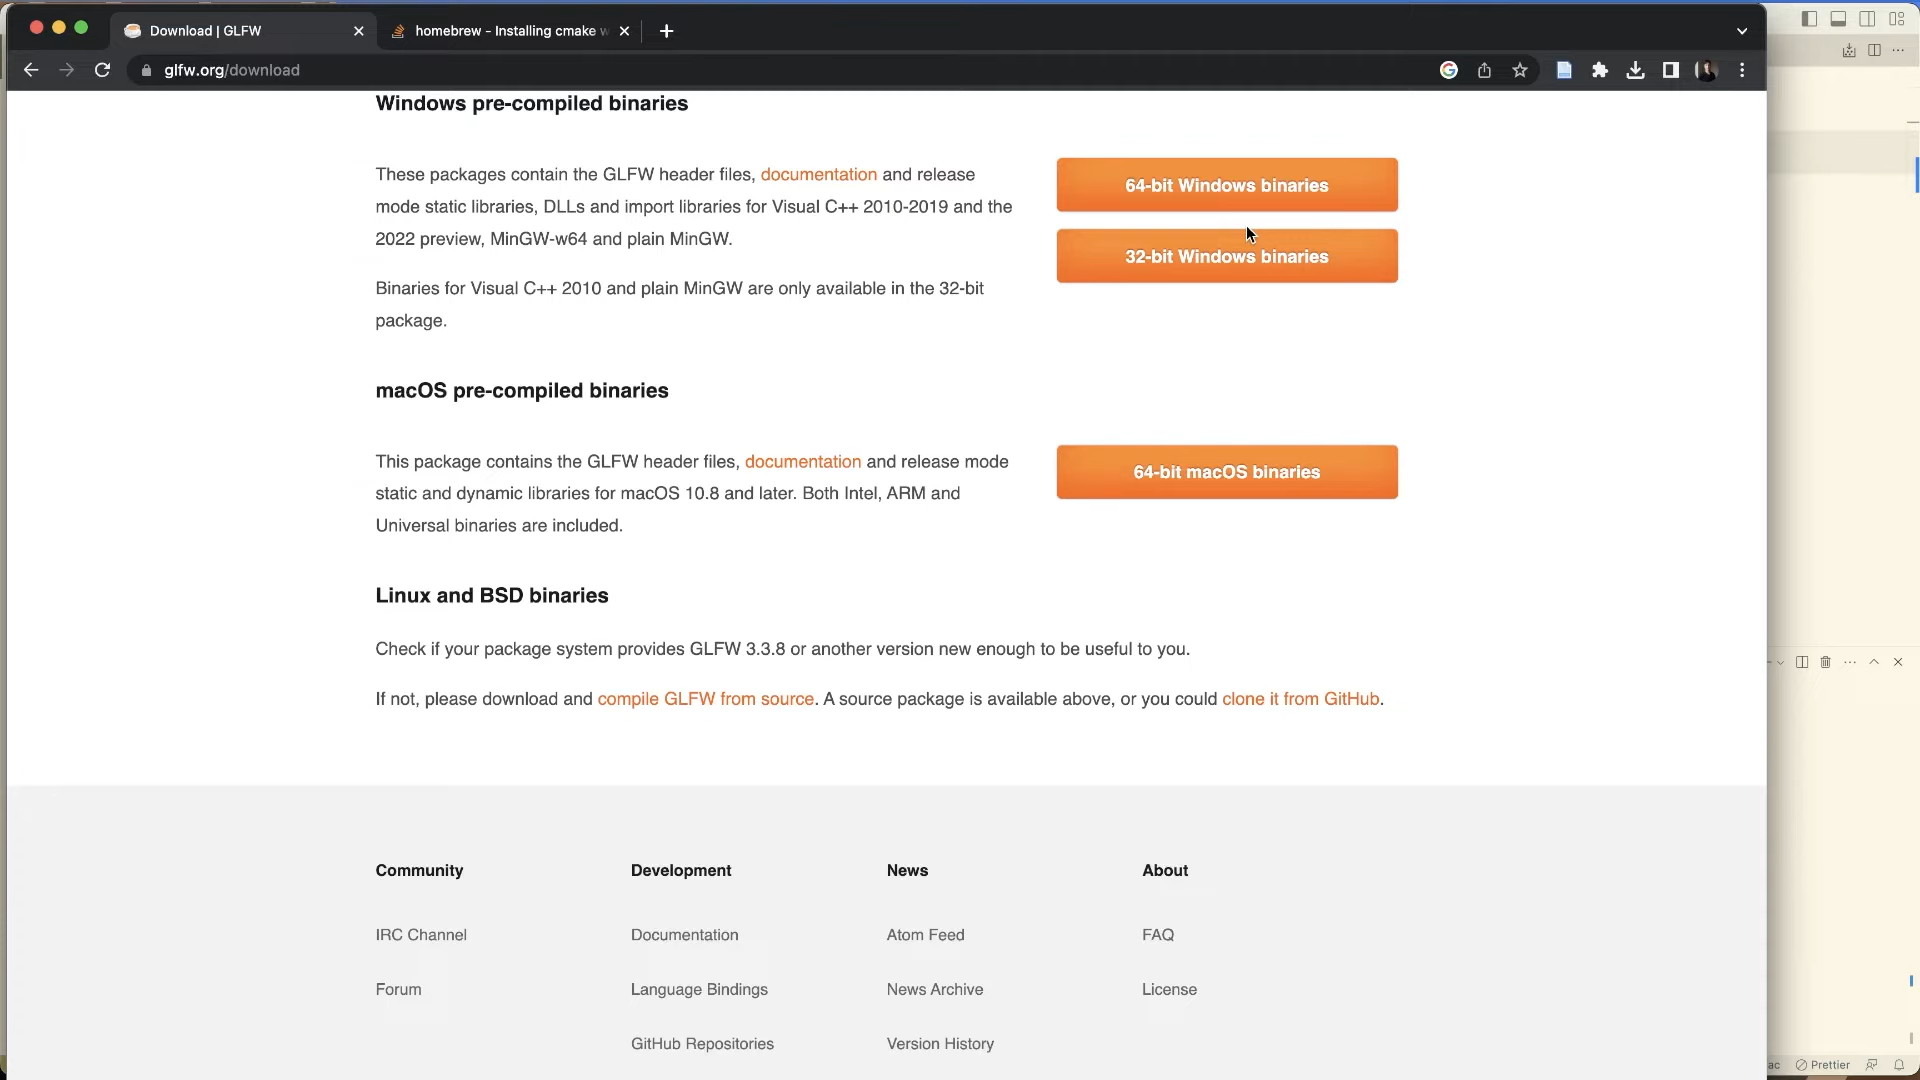 Download | GLFW
homebrew - Installing cmake w
glfw.org/download
Windows pre-compiled binaries
These packages contain the GLFW header files, documentation and release
mode static libraries, DLLs and import libraries for Visual C++ 2010-2019 and the
2022 preview, MinGW-w64 and plain MinGW.
64-bit Windows binaries
32-bit Windows binaries
Binaries for Visual C++ 2010 and plain MinGW are only available in the 32-bit
package.
macOS pre-compiled binaries
This package contains the GLFW header files, documentation and release mode
static and dynamic libraries for macOS 10.8 and later. Both Intel, ARM and
Universal binaries are included.
64-bit macOS binaries
Linux and BSD binaries
Check if your package system provides GLFW 3.3.8 or another version new enough to be useful to you.
If not, please download and compile GLFW from source. A source package is available above, or you could clone it from GitHub.
Community
Development
News
About
IRC Channel
Documentation
Atom Feed
FAQ
Forum
Language Bindings
News Archive
License
GitHub Repositories
Version History
ac
Prettier